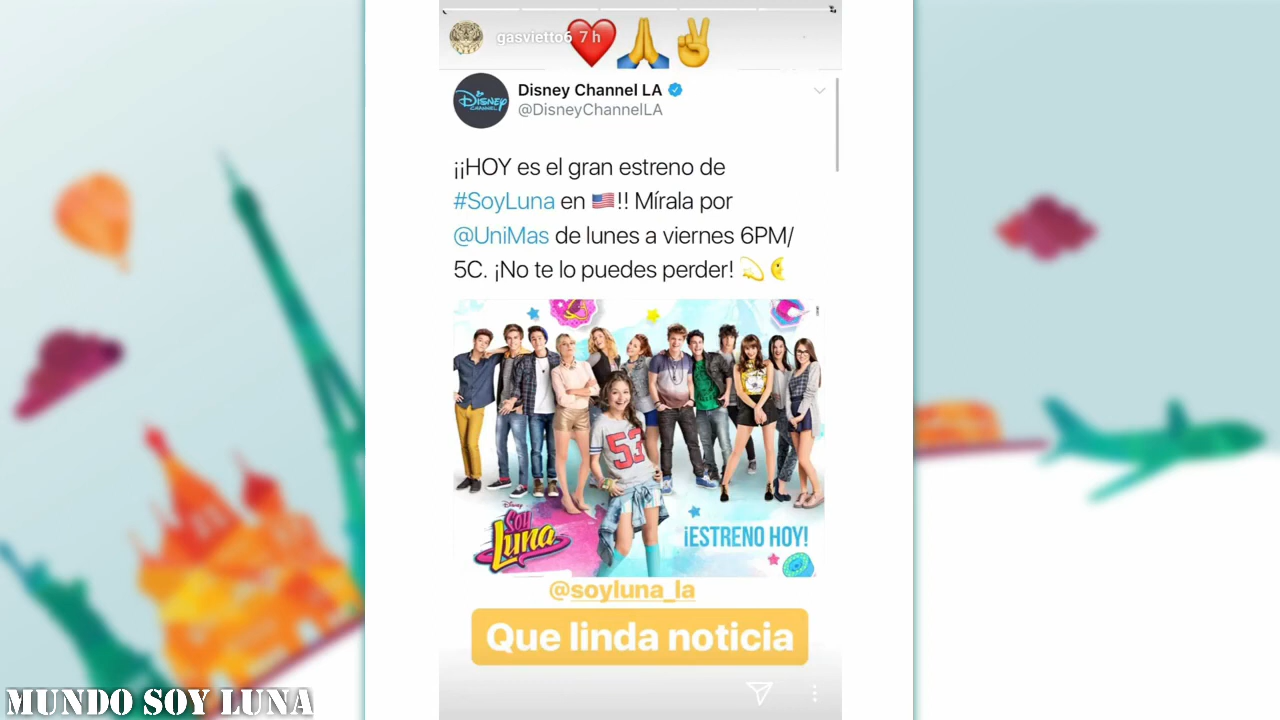 gasvietto6 7 h
❤️🙏✌️
Disney Channel LA
@DisneyChannelLA
¡¡HOY es el gran estreno de
#SoyLuna en 🇺🇸!! Mírala por
@UniMas de lunes a viernes 6PM/
5C. ¡No te lo puedes perder! 💫🌜
53
Disney
SOY
Luna
¡ESTRENO HOY!
@soyluna_la
Que linda noticia
MUNDO SOY LUNA